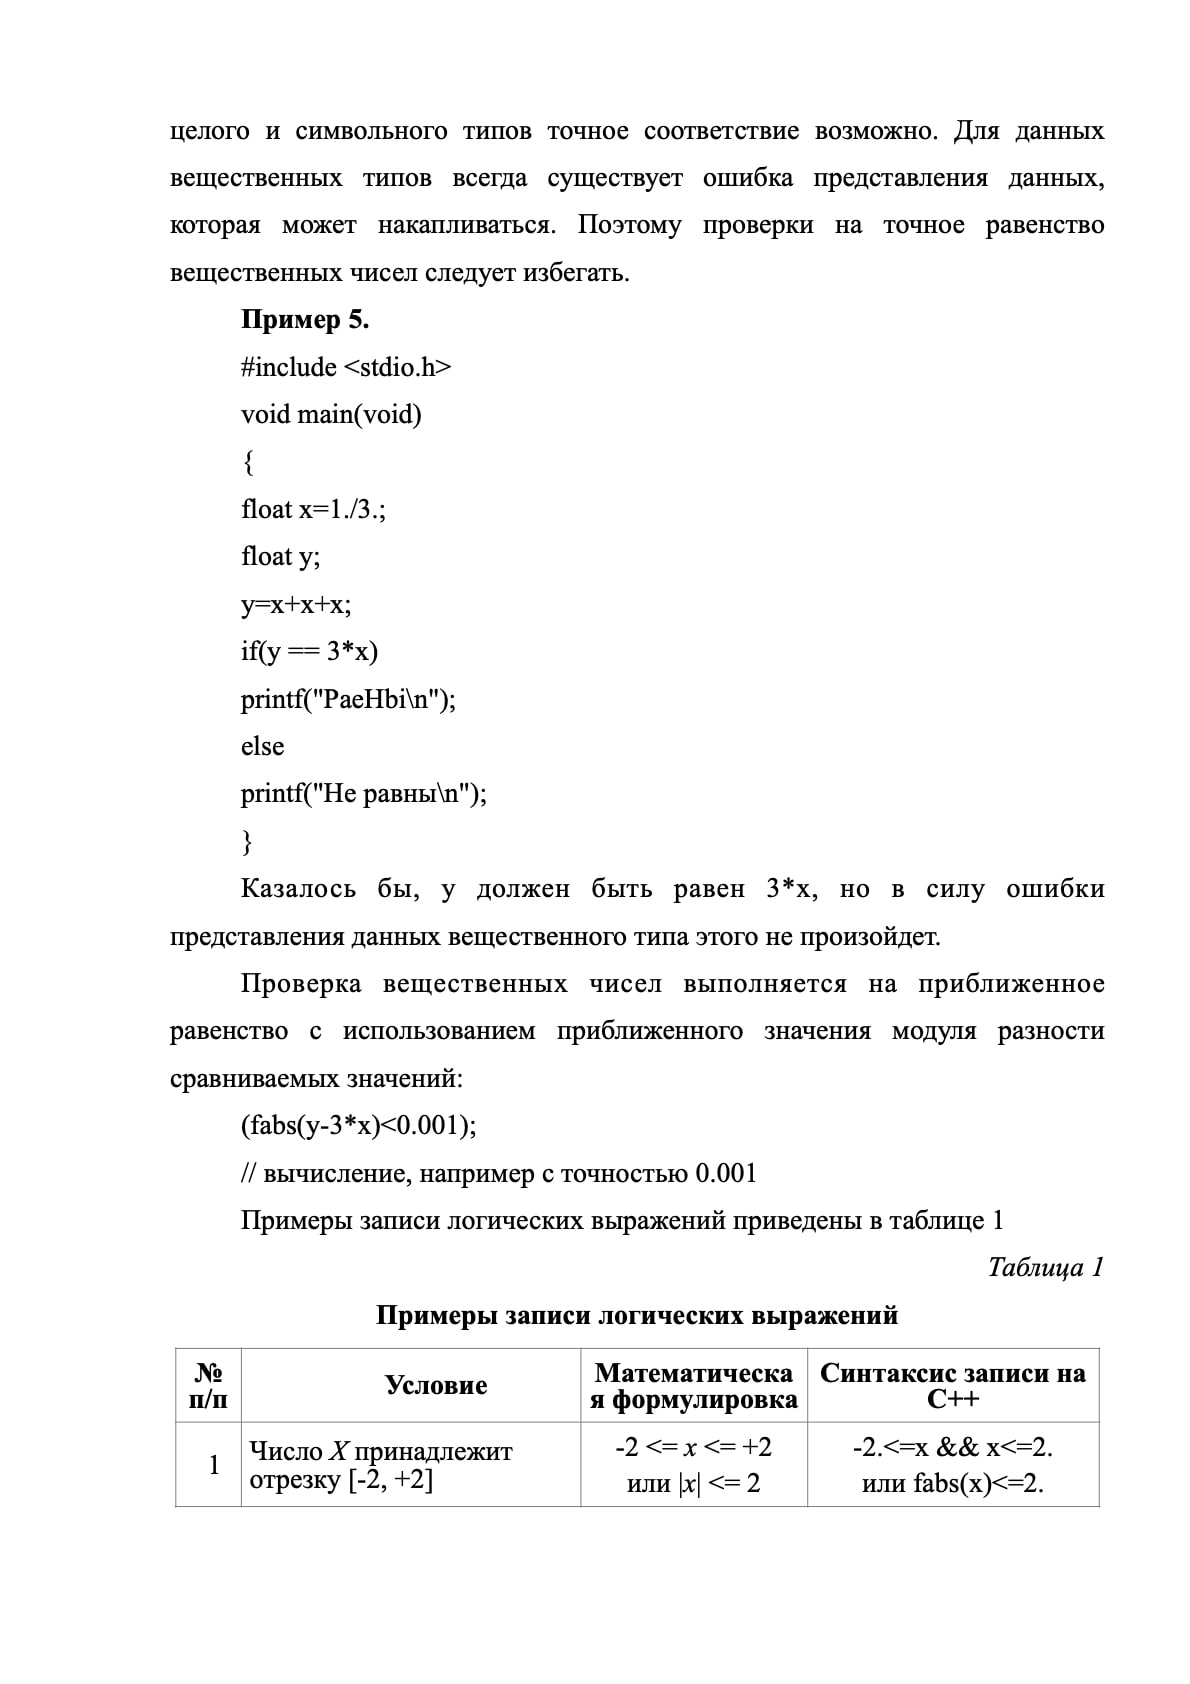 целого и символьного типов точное соответствие возможно. Для данных
вещественных типов всегда существует ошибка представления данных,
которая может накапливаться. Поэтому проверки на точное равенство
вещественных чисел следует избегать.
Пример 5.
#include <stdio.h>
void main(void)
{
float x=1./3.;
float y;
y=x+x+x;
if(y == 3*x)
printf("PaeHbi\n");
else
printf("Не равны\n");
}
Казалось бы, y должен быть равен 3*x, но в силу ошибки
представления данных вещественного типа этого не произойдет.
Проверка вещественных чисел выполняется на приближенное
равенство с использованием приближенного значения модуля разности
сравниваемых значений:
(fabs(y-3*x)<0.001);
// вычисление, например с точностью 0.001
Примеры записи логических выражений приведены в таблице 1
Таблица 1
Примеры записи логических выражений
№
п/п
Условие
Математическа
я формулировка
Синтаксис записи на
C++
1
Число X принадлежит
отрезку [-2, +2]
-2 <= x <= +2
или |x| <= 2
-2.<=x && x<=2.
или fabs(x)<=2.